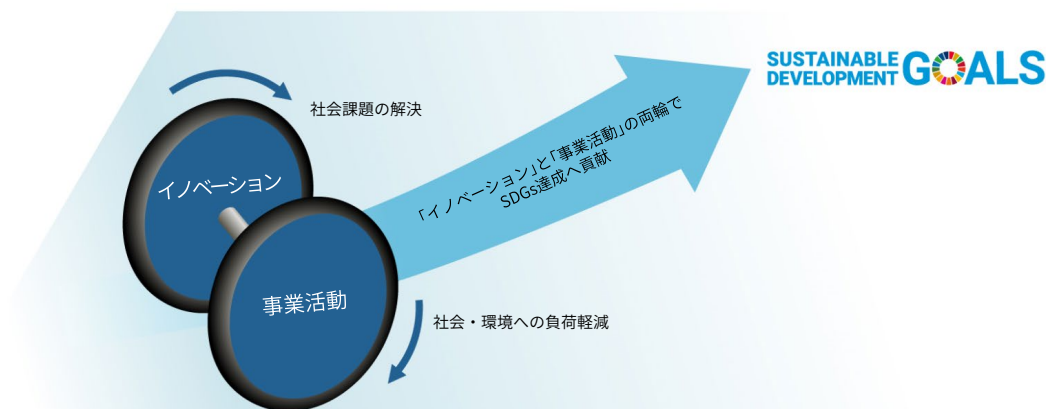 社会課題の解決
イノベーション
「イノベーション」と「事業活動」の両輪で
SDGs達成へ貢献
SUSTAINABLE
DEVELOPMENT
GOALS
事業活動
社会・環境への負荷軽減